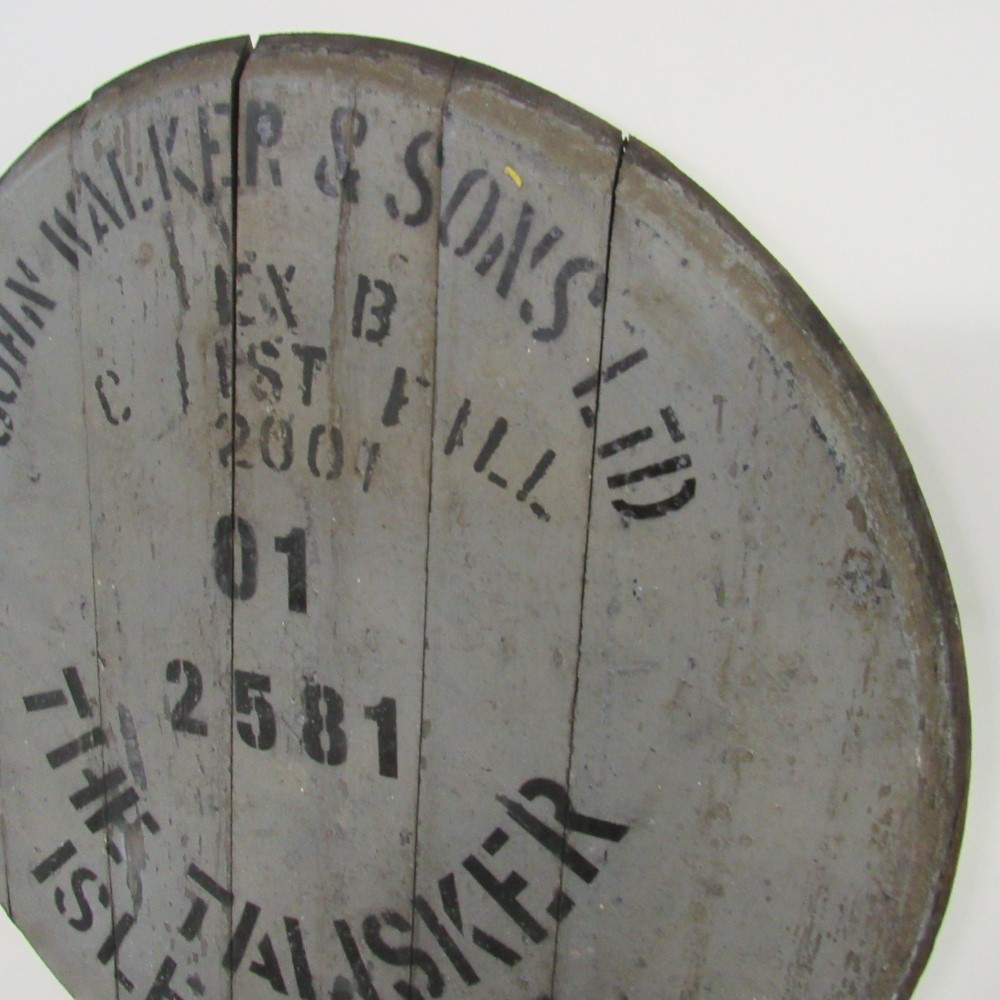 JOHN WALKER & SONS LTD
EX B
C 1ST FILL
2001
01
2581
THE TALISKER
ISLE